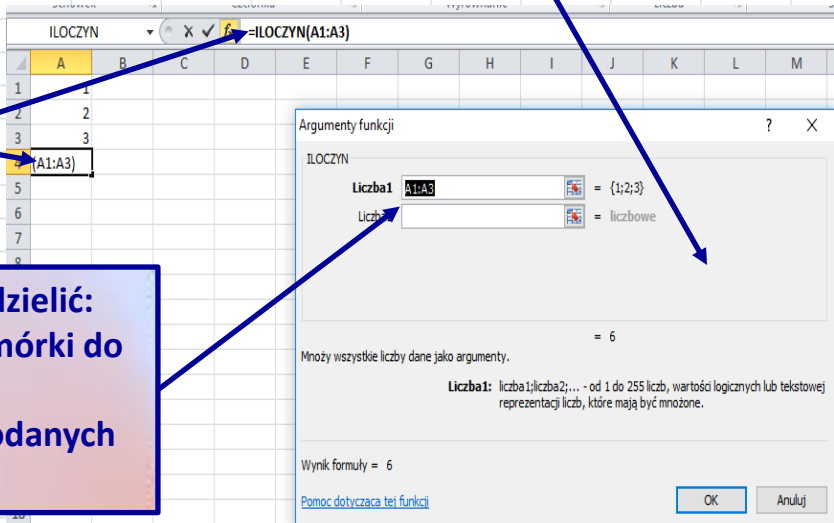 ILOCZYN =ILOCZYN(A1:A3)
A B C D E F G H I J K L M
1 1
2 2
3 3
4 (A1:A3)
5
6
7
8
Argumenty funkcji ? X
ILOCZYN
Liczba1 A1:A3 = {1;2;3}
= liczbowe
= 6
Mnoży wszystkie liczby dane jako argumenty.
Liczba1: liczba1;liczba2;... - od 1 do 255 liczb, wartości logicznych lub tekstowej
reprezentacji liczb, które mają być mnożone.
Wynik formuły = 6
Pomoc dotycząca tej funkcji
OK Anuluj
dzielić:
mórki do
odanych